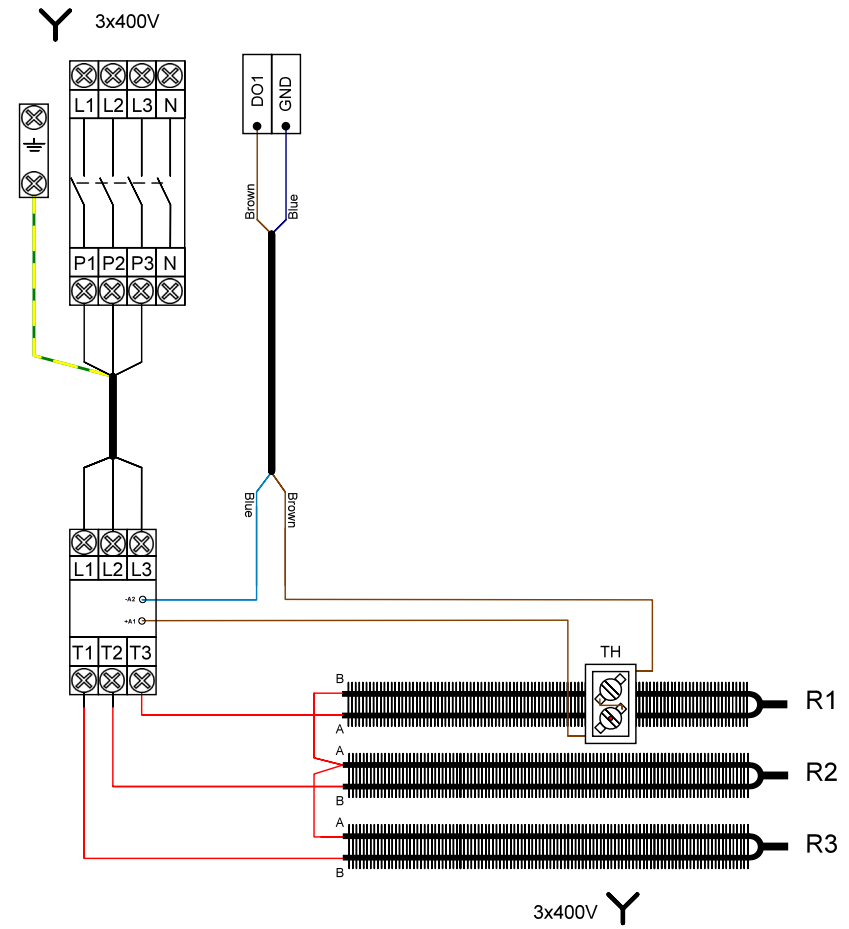 3x400V
L1 L2 L3 N
DO1 GND
Brown Blue
P1 P2 P3 N
Blue Brown
L1 L2 L3
-A2
+A1
T1 T2 T3
TH
B
R1
A
A
R2
B
A
R3
B
3x400V